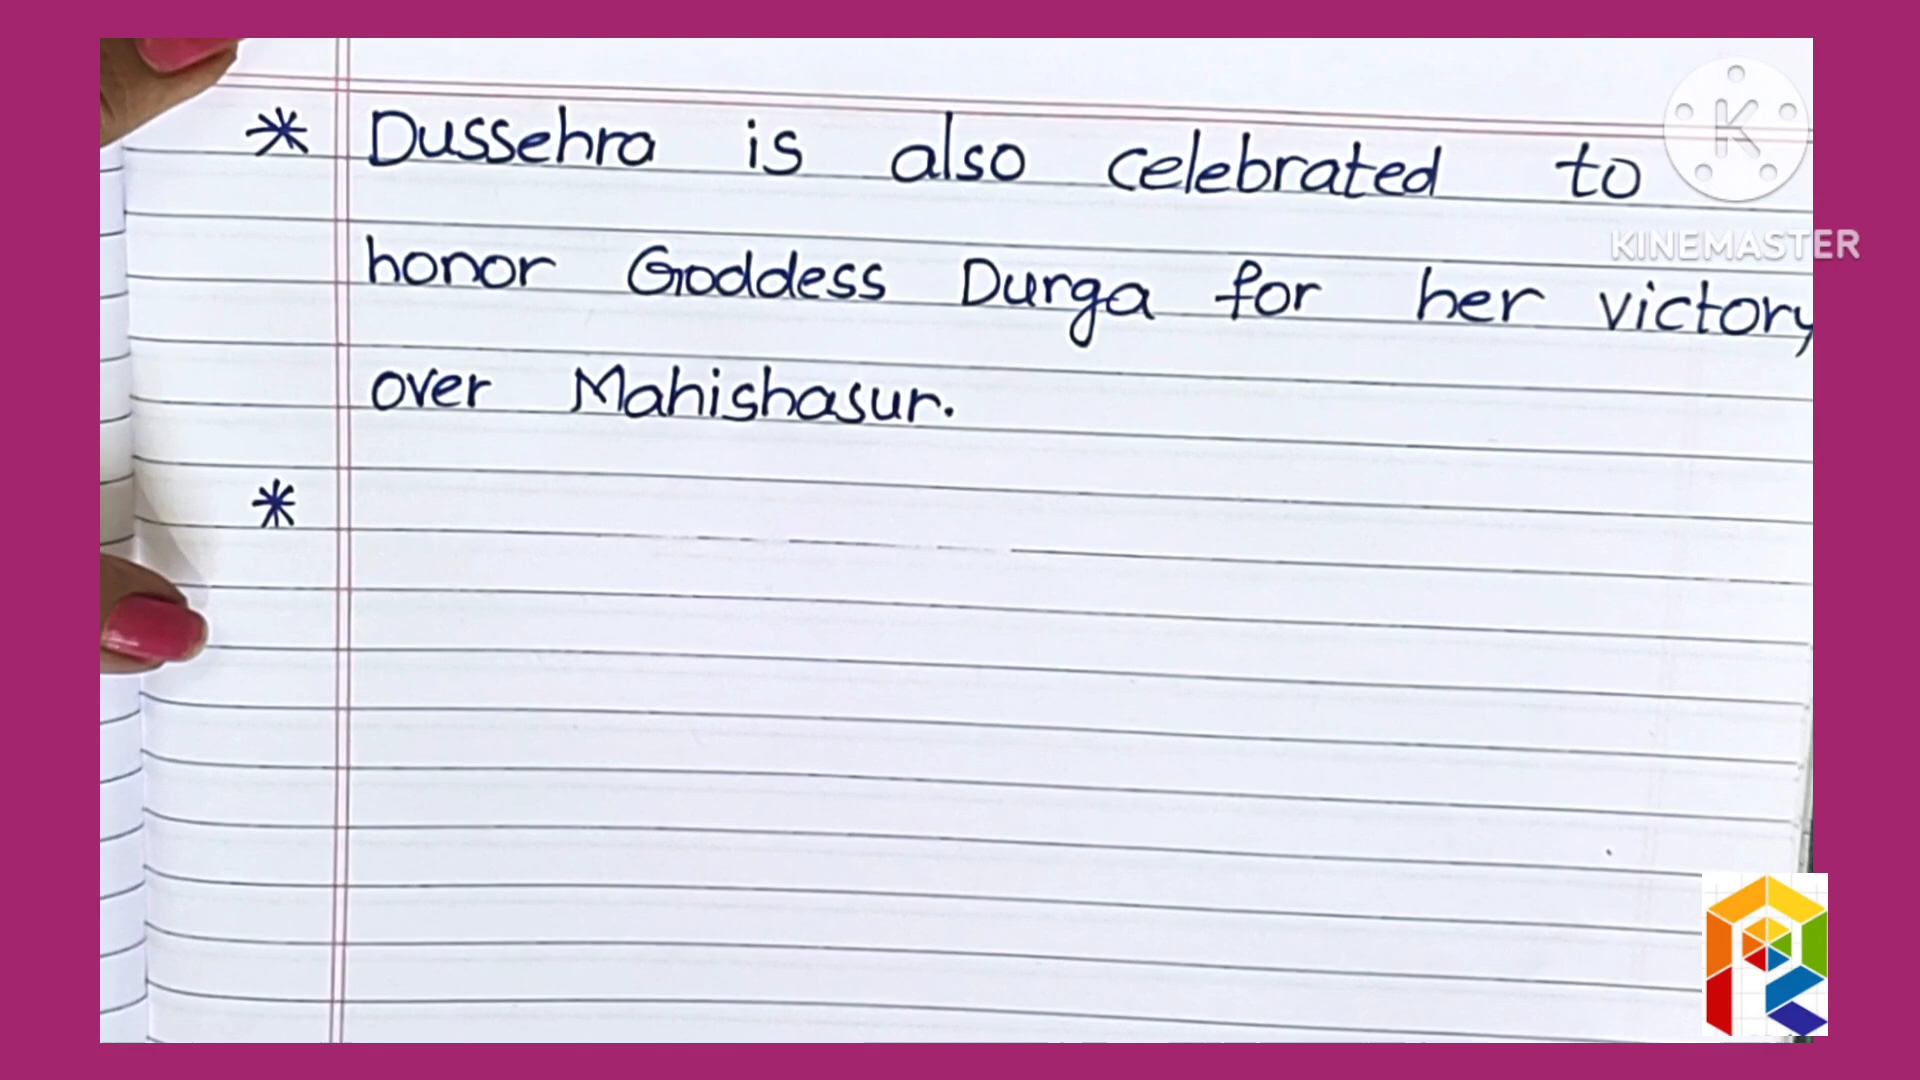 * Dussehra is also celebrated to
honor Goddess Durga for her victory
over Mahishasur.
*
KINEMASTER